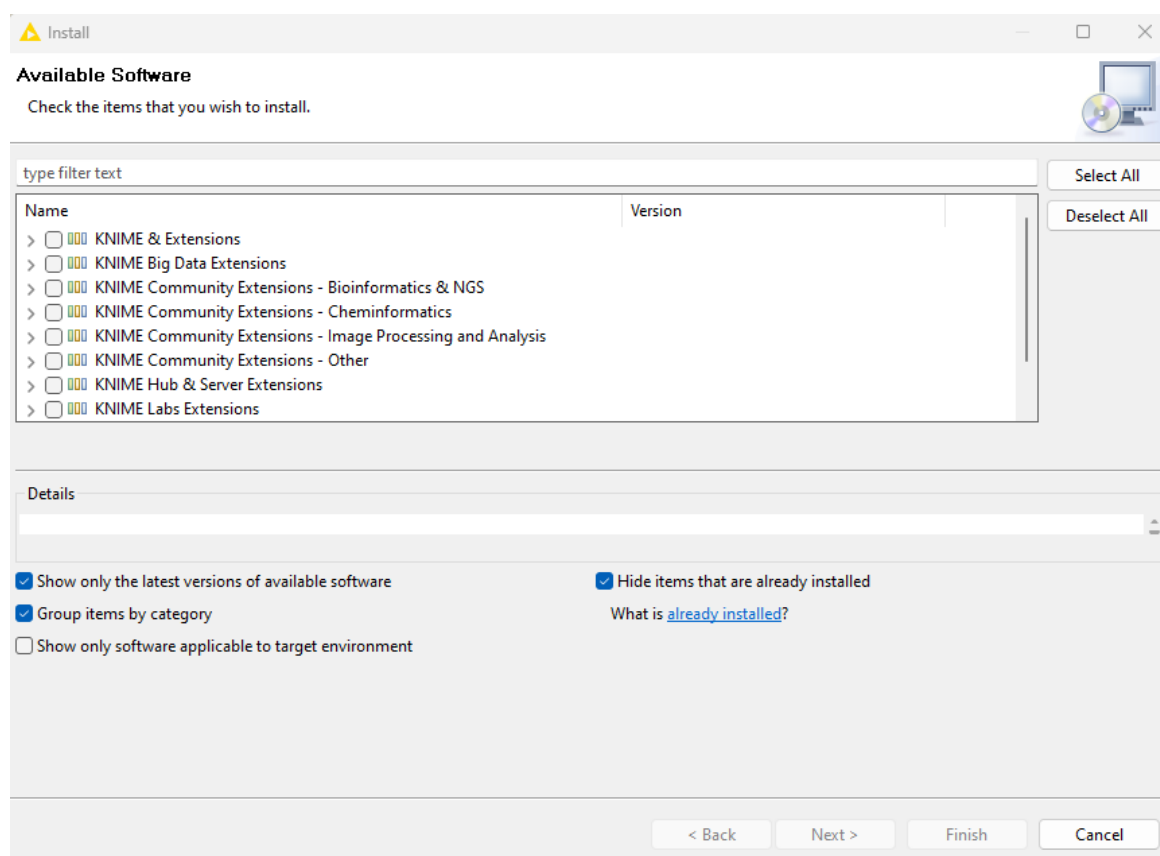 Install
Available Software
Check the items that you wish to install.
type filter text
Select All
Name Version
Deselect All
KNIME & Extensions
KNIME Big Data Extensions
KNIME Community Extensions - Bioinformatics & NGS
KNIME Community Extensions - Cheminformatics
KNIME Community Extensions - Image Processing and Analysis
KNIME Community Extensions - Other
KNIME Hub & Server Extensions
KNIME Labs Extensions
Details
Show only the latest versions of available software
Hide items that are already installed
Group items by category
What is already installed?
Show only software applicable to target environment
< Back Next > Finish Cancel